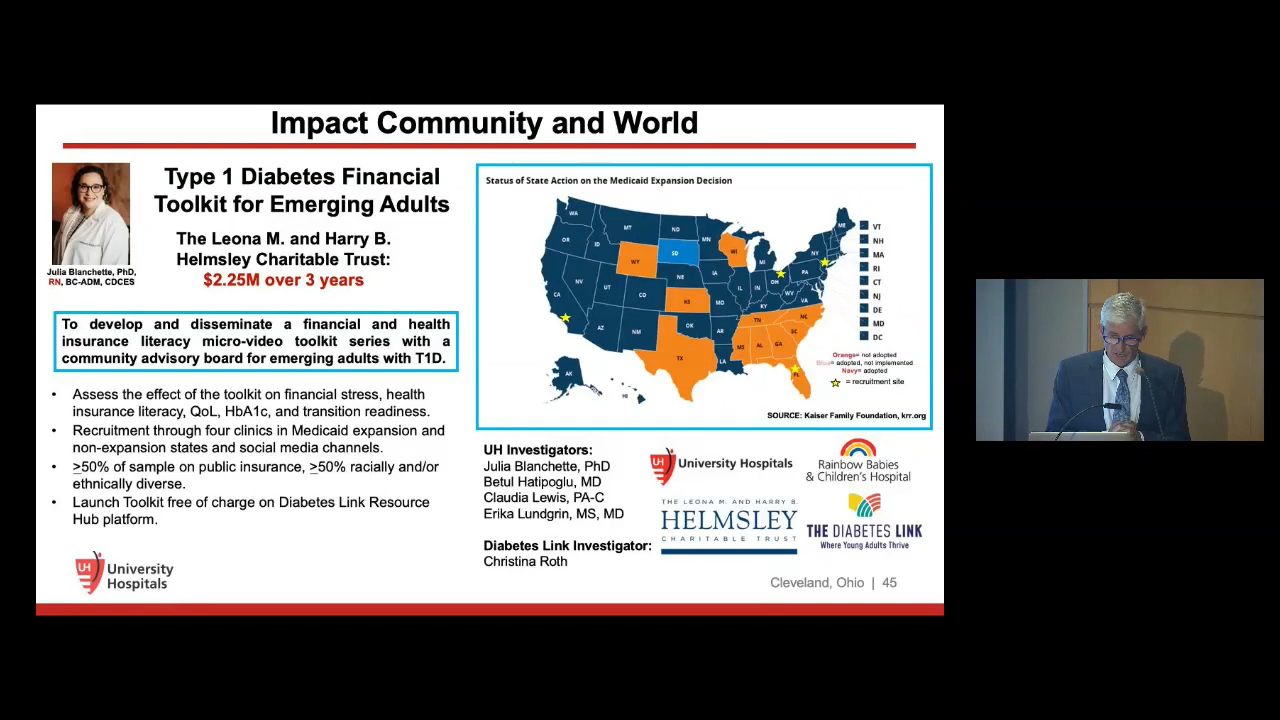 Impact Community and World
Type 1 Diabetes Financial
Toolkit for Emerging Adults
The Leona M. and Harry B.
Helmsley Charitable Trust:
$2.25M over 3 years
Julia Blanchette, PhD,
RN, BC-ADM, CDCES
To develop and disseminate a financial and health
insurance literacy micro-video toolkit series with a
community advisory board for emerging adults with T1D.
• Assess the effect of the toolkit on financial stress, health
insurance literacy, QoL, HbA1c, and transition readiness.
• Recruitment through four clinics in Medicaid expansion and
non-expansion states and social media channels.
• ≥50% of sample on public insurance, ≥50% racially and/or
ethnically diverse.
• Launch Toolkit free of charge on Diabetes Link Resource
Hub platform.
UH University
Hospitals
Status of State Action on the Medicaid Expansion Decision
WA
OR
ID
MT
ND
MN
SD
WY
WI
MI
NY
ME
NV
UT
CO
NE
IA
IL
IN
OH
PA
CA
AZ
NM
KS
MO
WV
VA
OK
AR
TN
NC
SC
TX
LA
MS
AL
GA
FL
AK
HI
VT
NH
MA
RI
CT
NJ
DE
MD
DC
Orange= not adopted
Blue= adopted, not implemented
Navy= adopted
= recruitment site
SOURCE: Kaiser Family Foundation, krr.org
UH Investigators:
Julia Blanchette, PhD
Betul Hatipoglu, MD
Claudia Lewis, PA-C
Erika Lundgrin, MS, MD
Diabetes Link Investigator:
Christina Roth
UH University Hospitals
Rainbow Babies
& Children's Hospital
THE LEONA M. AND HARRY B.
HELMSLEY
CHARITABLE TRUST
THE DIABETES LINK
Where Young Adults Thrive
Cleveland, Ohio | 45